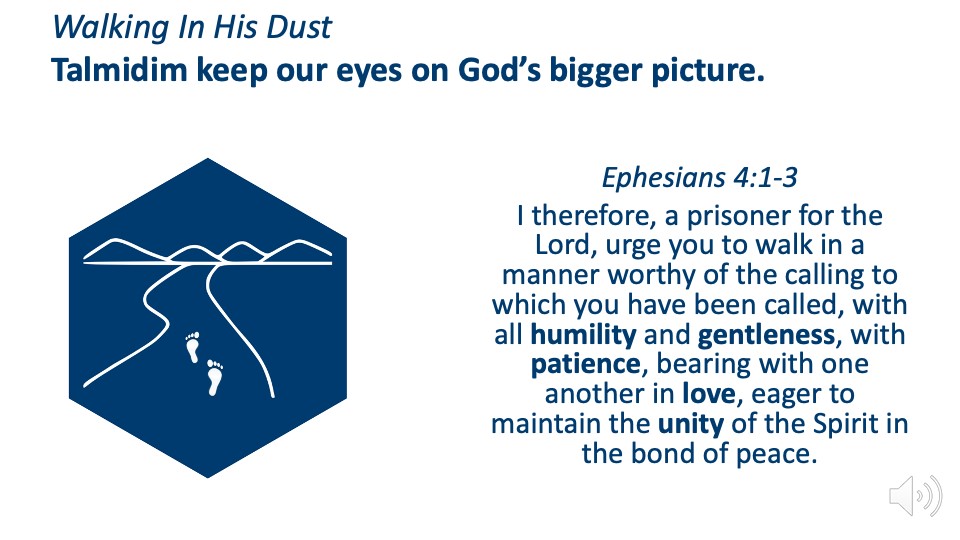 Walking In His Dust
Talmidim keep our eyes on God’s bigger picture.
Ephesians 4:1-3
I therefore, a prisoner for the
Lord, urge you to walk in a
manner worthy of the calling to
which you have been called, with
all humility and gentleness, with
patience, bearing with one
another in love, eager to
maintain the unity of the Spirit in
the bond of peace.